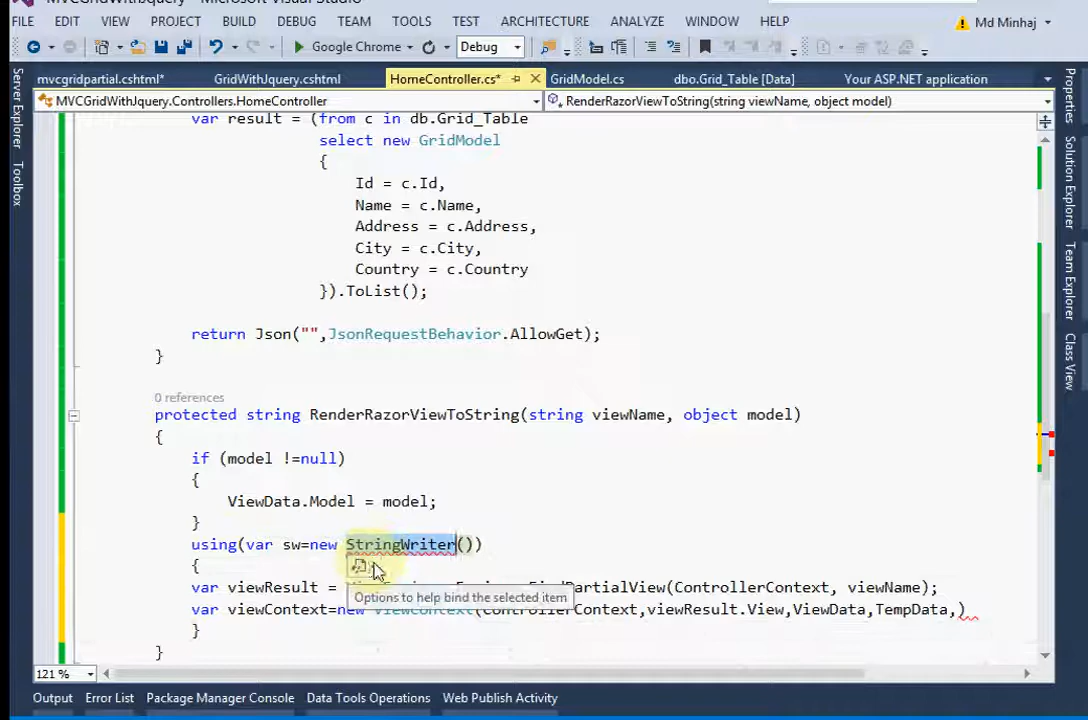 MVCGridWithJquery - Microsoft Visual Studio
FILE EDIT VIEW PROJECT BUILD DEBUG TEAM TOOLS TEST ARCHITECTURE ANALYZE WINDOW HELP Md Minhaj
Google Chrome Debug
mvcgridpartial.cshtml* GridWithJquery.cshtml HomeController.cs* GridModel.cs dbo.Grid_Table [Data] Your ASP.NET application
MVCGridWithJquery.Controllers.HomeController RenderRazorViewToString(string viewName, object model)
Server Explorer
Toolbox
Properties
Solution Explorer
Team Explorer
Class View
var result = (from c in db.Grid_Table
select new GridModel
{
Id = c.Id,
Name = c.Name,
Address = c.Address,
City = c.City,
Country = c.Country
}).ToList();
return Json("",JsonRequestBehavior.AllowGet);
}
0 references
protected string RenderRazorViewToString(string viewName, object model)
{
if (model !=null)
{
ViewData.Model = model;
}
using(var sw=new StringWriter())
{
var viewResult = FindPartialView(ControllerContext, viewName);
Options to help bind the selected item
var viewContext=new ViewContext(ControllerContext,viewResult.View,ViewData,TempData,)
}
}
121 %
Output Error List Package Manager Console Data Tools Operations Web Publish Activity